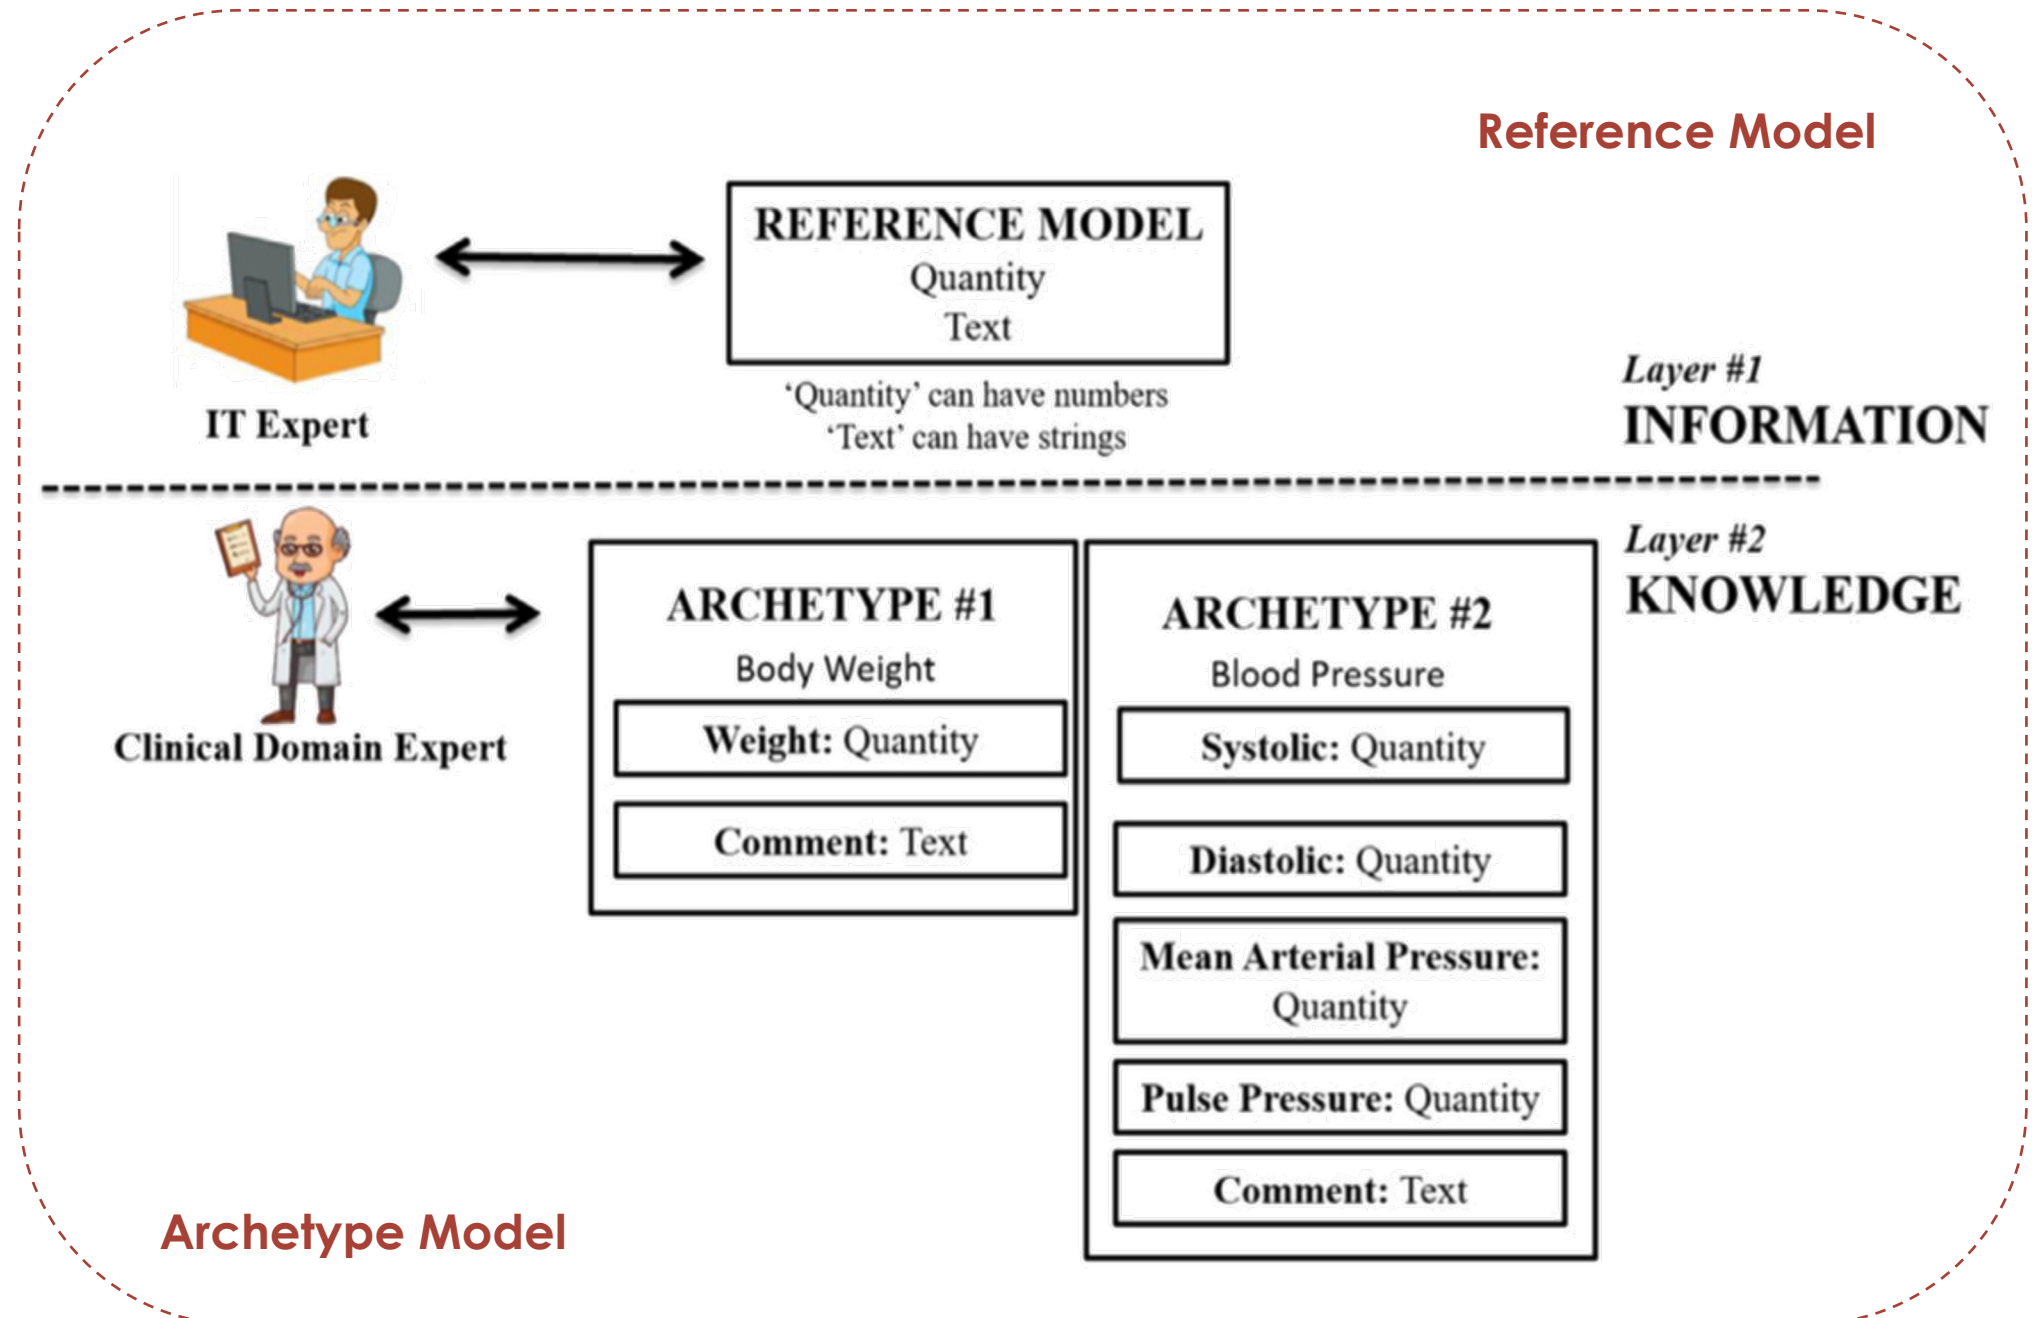 Reference Model
REFERENCE MODEL
Quantity
Text
‘Quantity’ can have numbers
‘Text’ can have strings
IT Expert
Layer #1
INFORMATION
Layer #2
KNOWLEDGE
Clinical Domain Expert
ARCHETYPE #1
Body Weight
Weight: Quantity
Comment: Text
ARCHETYPE #2
Blood Pressure
Systolic: Quantity
Diastolic: Quantity
Mean Arterial Pressure:
Quantity
Pulse Pressure: Quantity
Comment: Text
Archetype Model